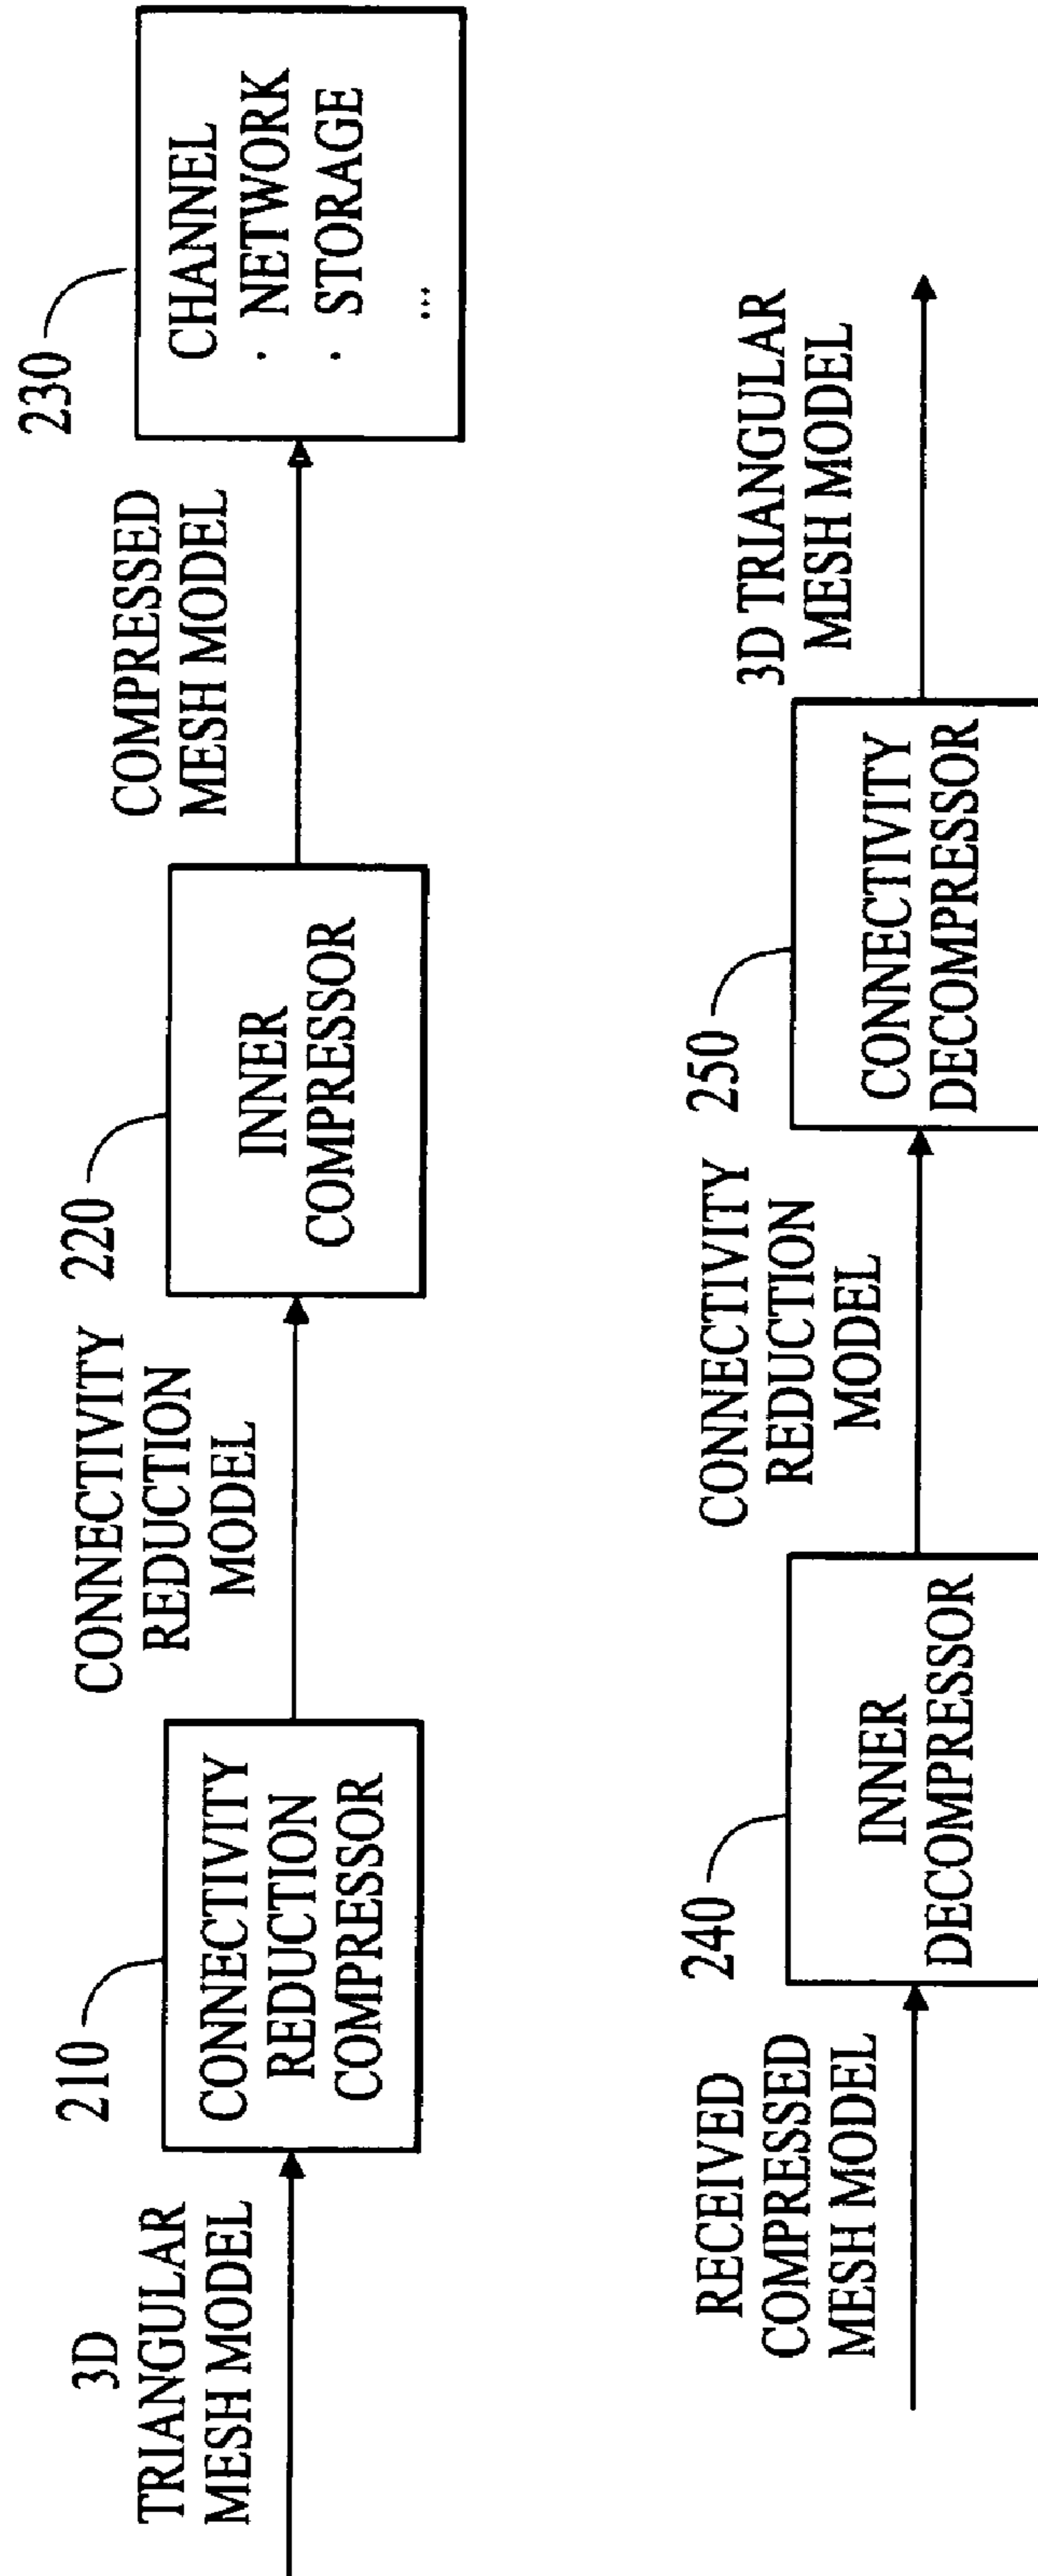 3D
TRIANGULAR
MESH MODEL
210
CONNECTIVITY
REDUCTION
COMPRESSOR
CONNECTIVITY
REDUCTION
MODEL
220
INNER
COMPRESSOR
COMPRESSED
MESH MODEL
230
CHANNEL
· NETWORK
· STORAGE
...
RECEIVED
COMPRESSED
MESH MODEL
240
INNER
DECOMPRESSOR
CONNECTIVITY
REDUCTION
MODEL
250
CONNECTIVITY
DECOMPRESSOR
3D TRIANGULAR
MESH MODEL